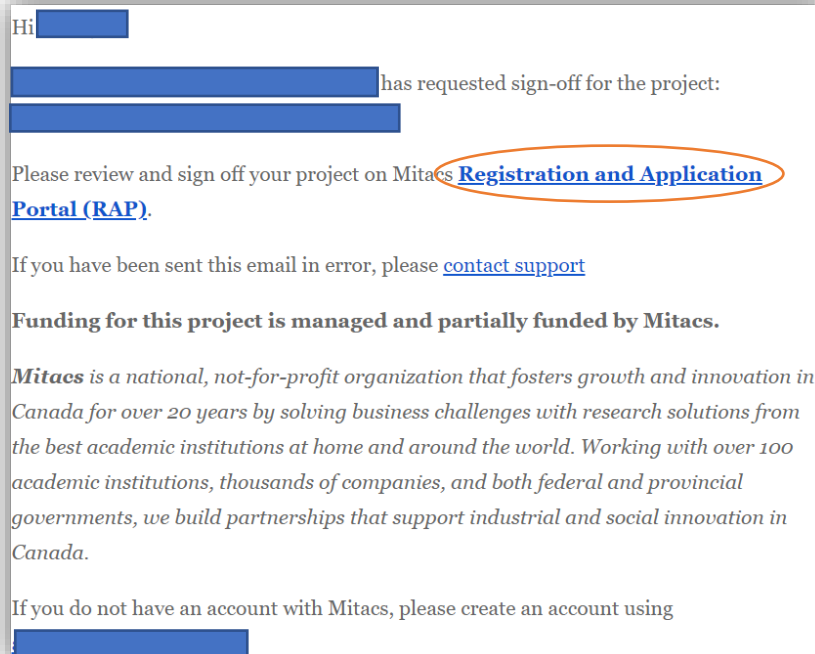 Hi
has requested sign-off for the project:
Please review and sign off your project on Mitacs Registration and Application
Portal (RAP).
If you have been sent this email in error, please contact support
Funding for this project is managed and partially funded by Mitacs.
Mitacs is a national, not-for-profit organization that fosters growth and innovation in
Canada for over 20 years by solving business challenges with research solutions from
the best academic institutions at home and around the world. Working with over 100
academic institutions, thousands of companies, and both federal and provincial
governments, we build partnerships that support industrial and social innovation in
Canada.
If you do not have an account with Mitacs, please create an account using